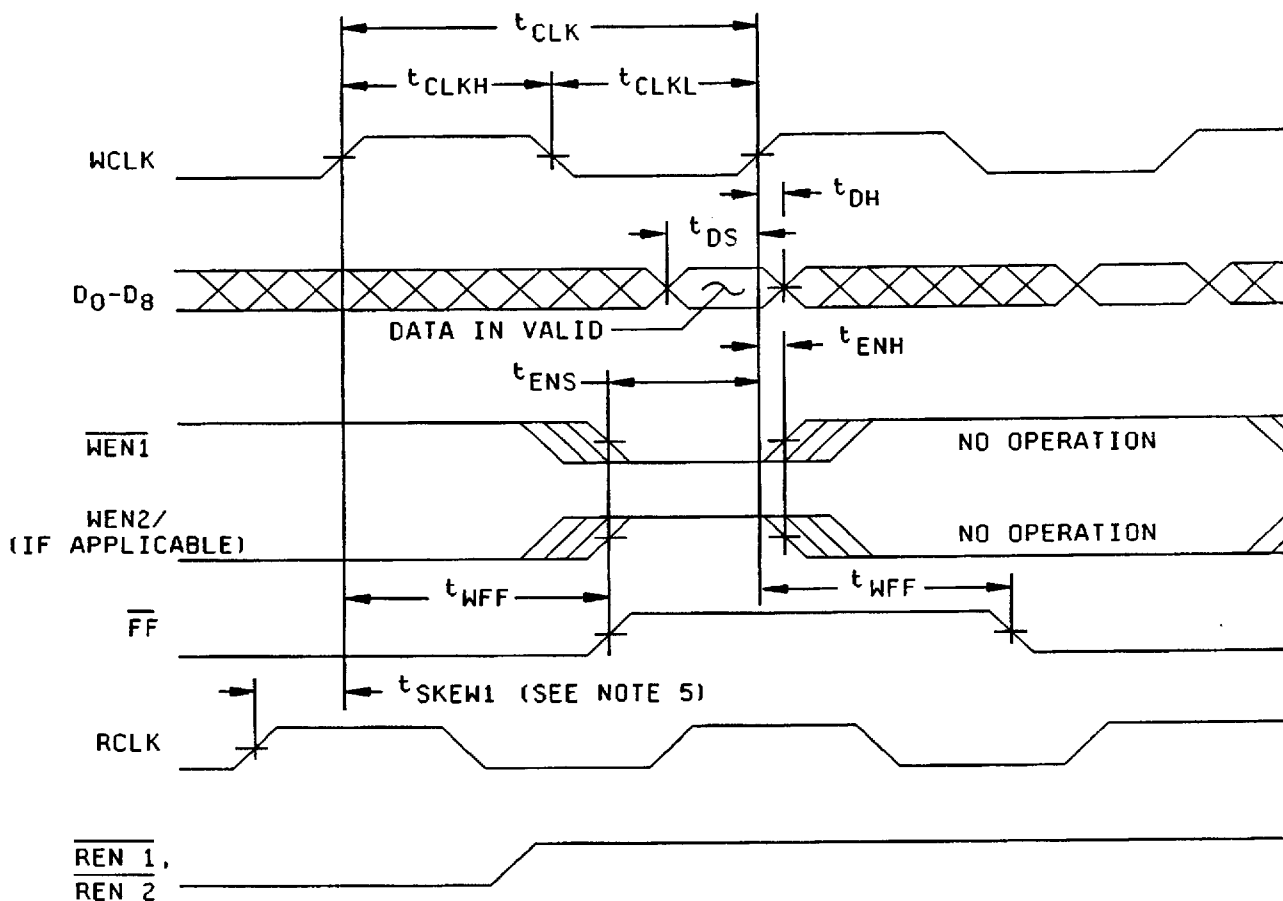 tCLK
tCLKH tCLKL
WCLK
tDH
tDS
D0-D8
DATA IN VALID
tENH
tENS
WEN1
NO OPERATION
WEN2/
(IF APPLICABLE)
NO OPERATION
tWFF tWFF
FF
tSKEW1 (SEE NOTE 5)
RCLK
REN 1,
REN 2